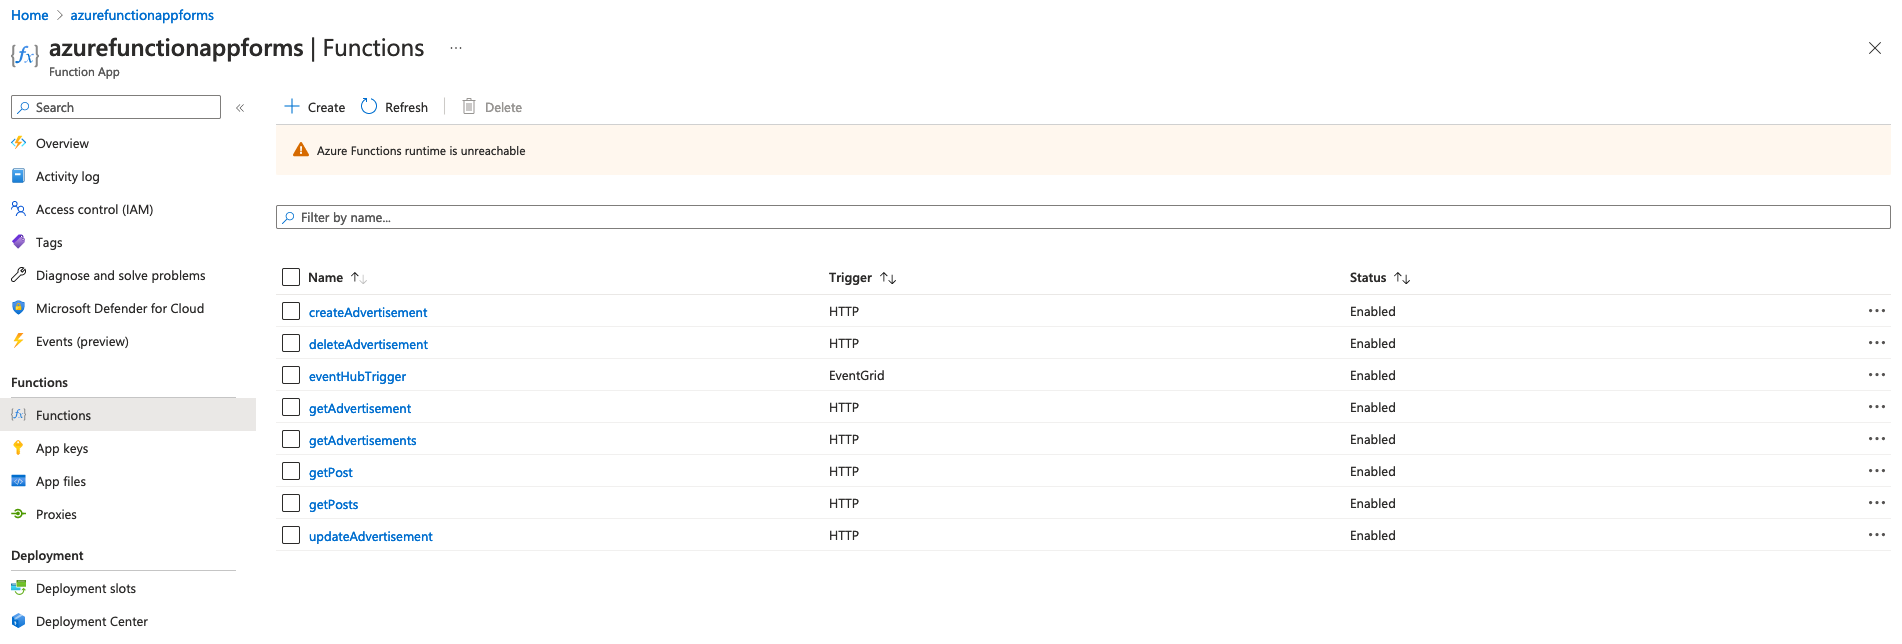 Home > azurefunctionappforms
azurefunctionappforms | Functions ...
Function App
Search
Overview
Activity log
Access control (IAM)
Tags
Diagnose and solve problems
Microsoft Defender for Cloud
Events (preview)
Functions
Functions
App keys
App files
Proxies
Deployment
Deployment slots
Deployment Center
Create Refresh Delete
Azure Functions runtime is unreachable
Filter by name...
Name Trigger Status
createAdvertisement HTTP Enabled
deleteAdvertisement HTTP Enabled
eventHubTrigger EventGrid Enabled
getAdvertisement HTTP Enabled
getAdvertisements HTTP Enabled
getPost HTTP Enabled
getPosts HTTP Enabled
updateAdvertisement HTTP Enabled